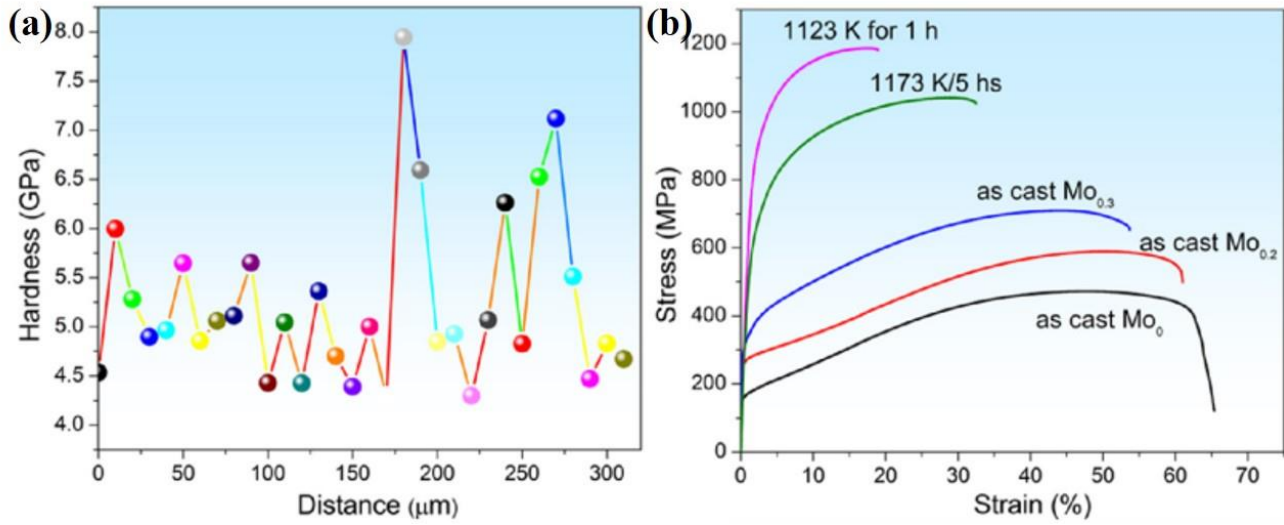 (a)
Hardness (GPa)
8.0
7.5
7.0
6.5
6.0
5.5
5.0
4.5
4.0
0 50 100 150 200 250 300
Distance (μm)
(b)
Stress (MPa)
1200
1000
800
600
400
200
0
1123 K for 1 h
1173 K/5 hs
as cast Mo0.3
as cast Mo0.2
as cast Mo0
0 10 20 30 40 50 60 70
Strain (%)